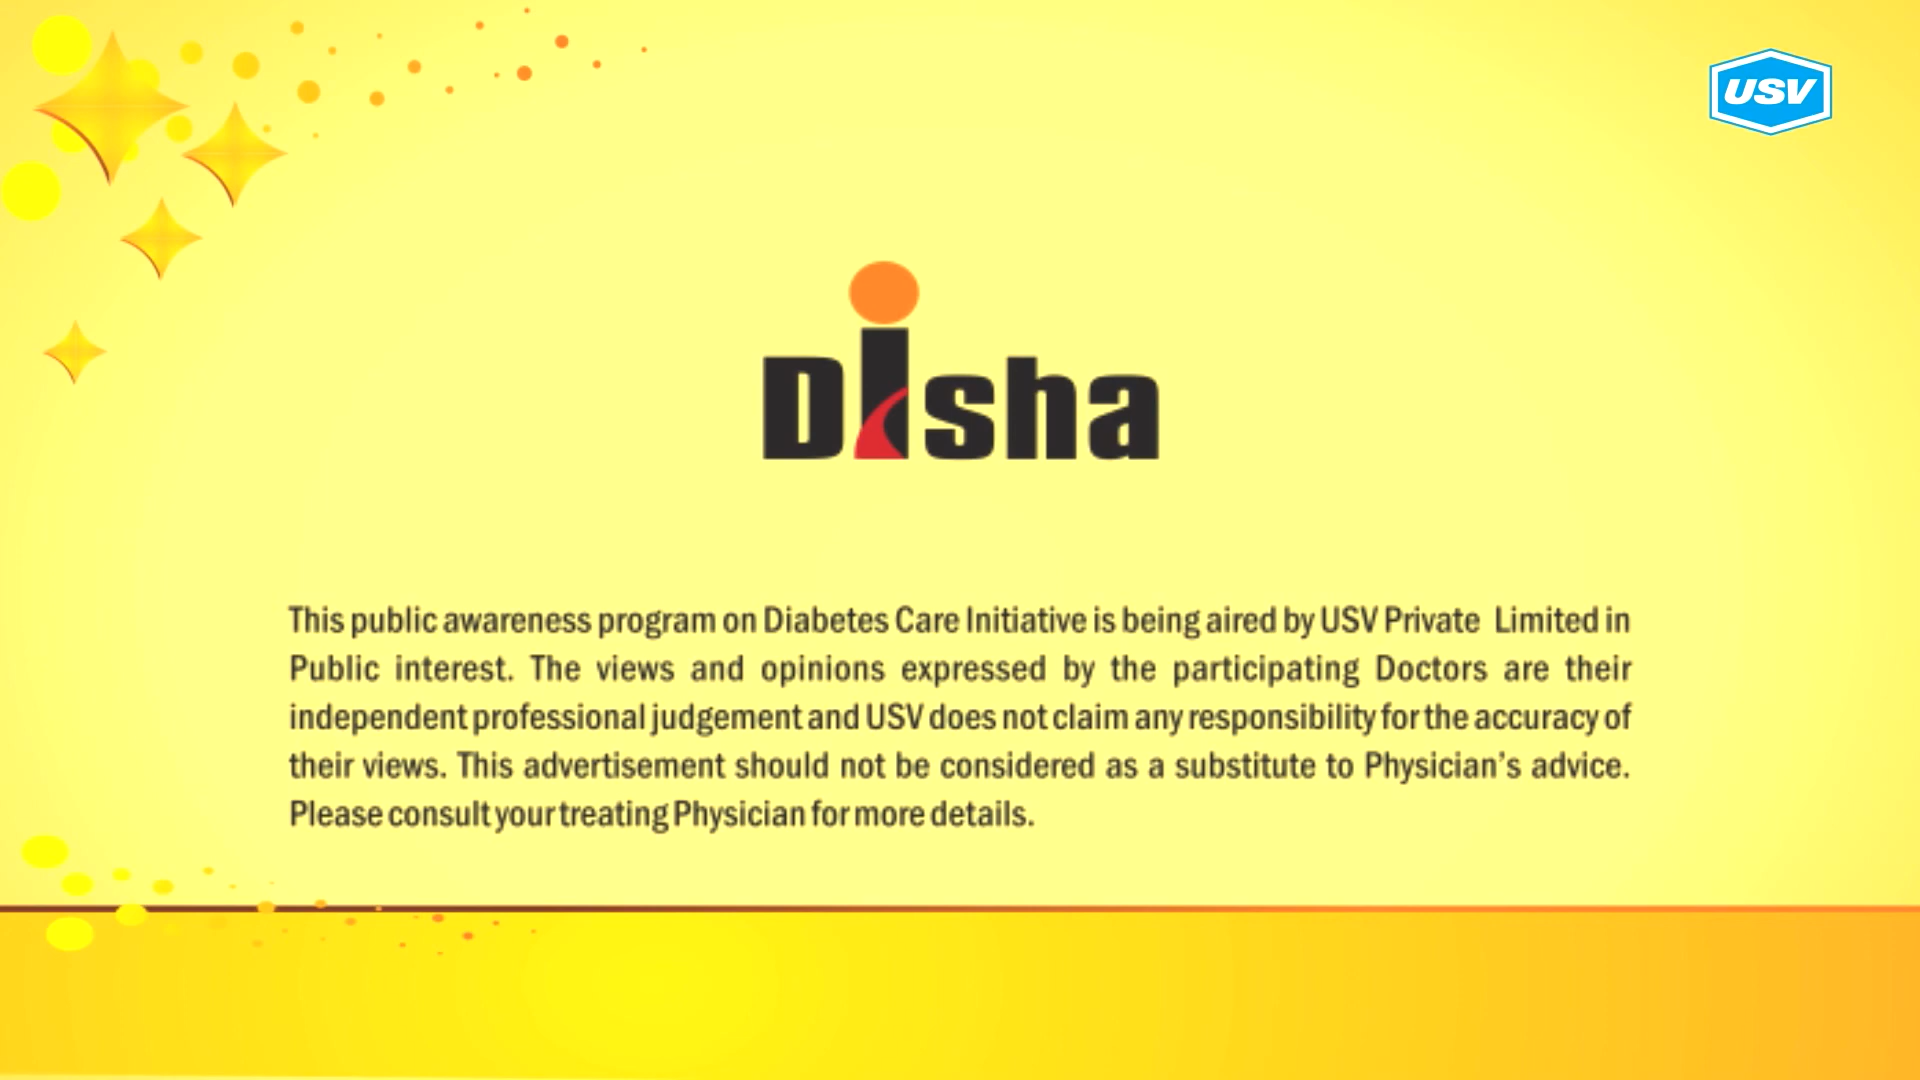 USV
Disha
This public awareness program on Diabetes Care Initiative is being aired by USV Private Limited in
Public interest. The views and opinions expressed by the participating Doctors are their
independent professional judgement and USV does not claim any responsibility for the accuracy of
their views. This advertisement should not be considered as a substitute to Physician’s advice.
Please consult your treating Physician for more details.